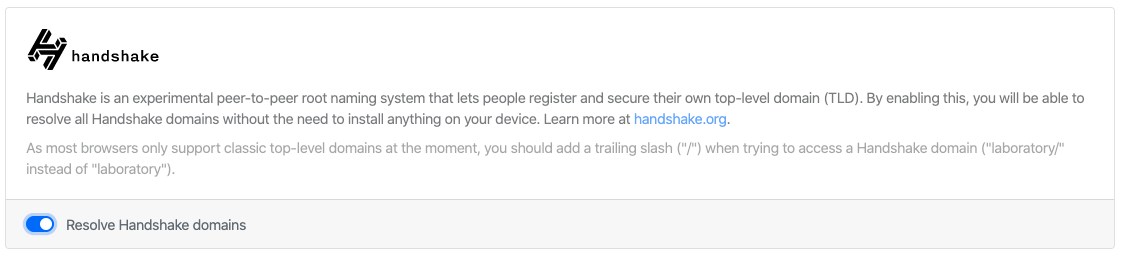 handshake
Handshake is an experimental peer-to-peer root naming system that lets people register and secure their own top-level domain (TLD). By enabling this, you will be able to
resolve all Handshake domains without the need to install anything on your device. Learn more at handshake.org.
As most browsers only support classic top-level domains at the moment, you should add a trailing slash ("/") when trying to access a Handshake domain ("laboratory/"
instead of "laboratory").
Resolve Handshake domains